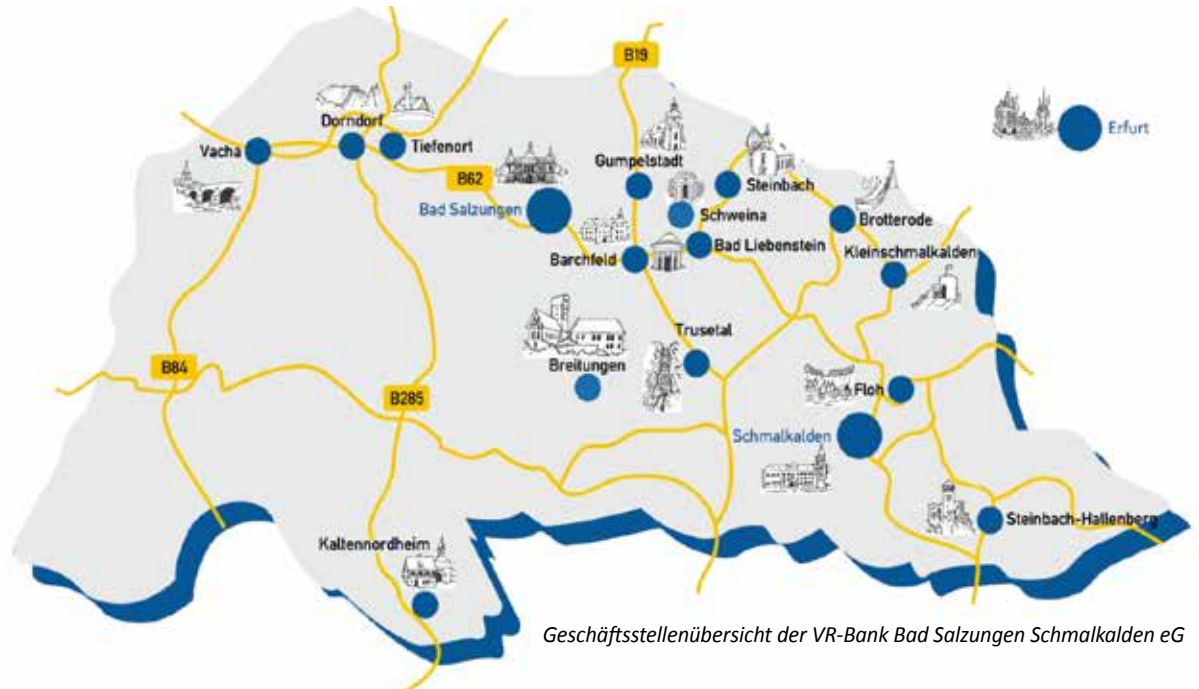 B19
Dorndorf
Erfurt
Vacha
Tiefenort
Gumpelstadt
B62
Steinbach
Bad Salzungen
Schweina
Brotterode
Bad Liebenstein
Kleinschmalkalden
Barchfeld
Trusetal
Breitungen
B84
Floh
B285
Schmalkalden
Steinbach-Hallenberg
Kaltennordheim
Geschäftsstellenübersicht der VR-Bank Bad Salzungen Schmalkalden eG